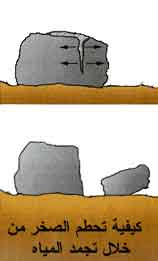 كيفية تحطم الصخر من
خلال تجمد المياه